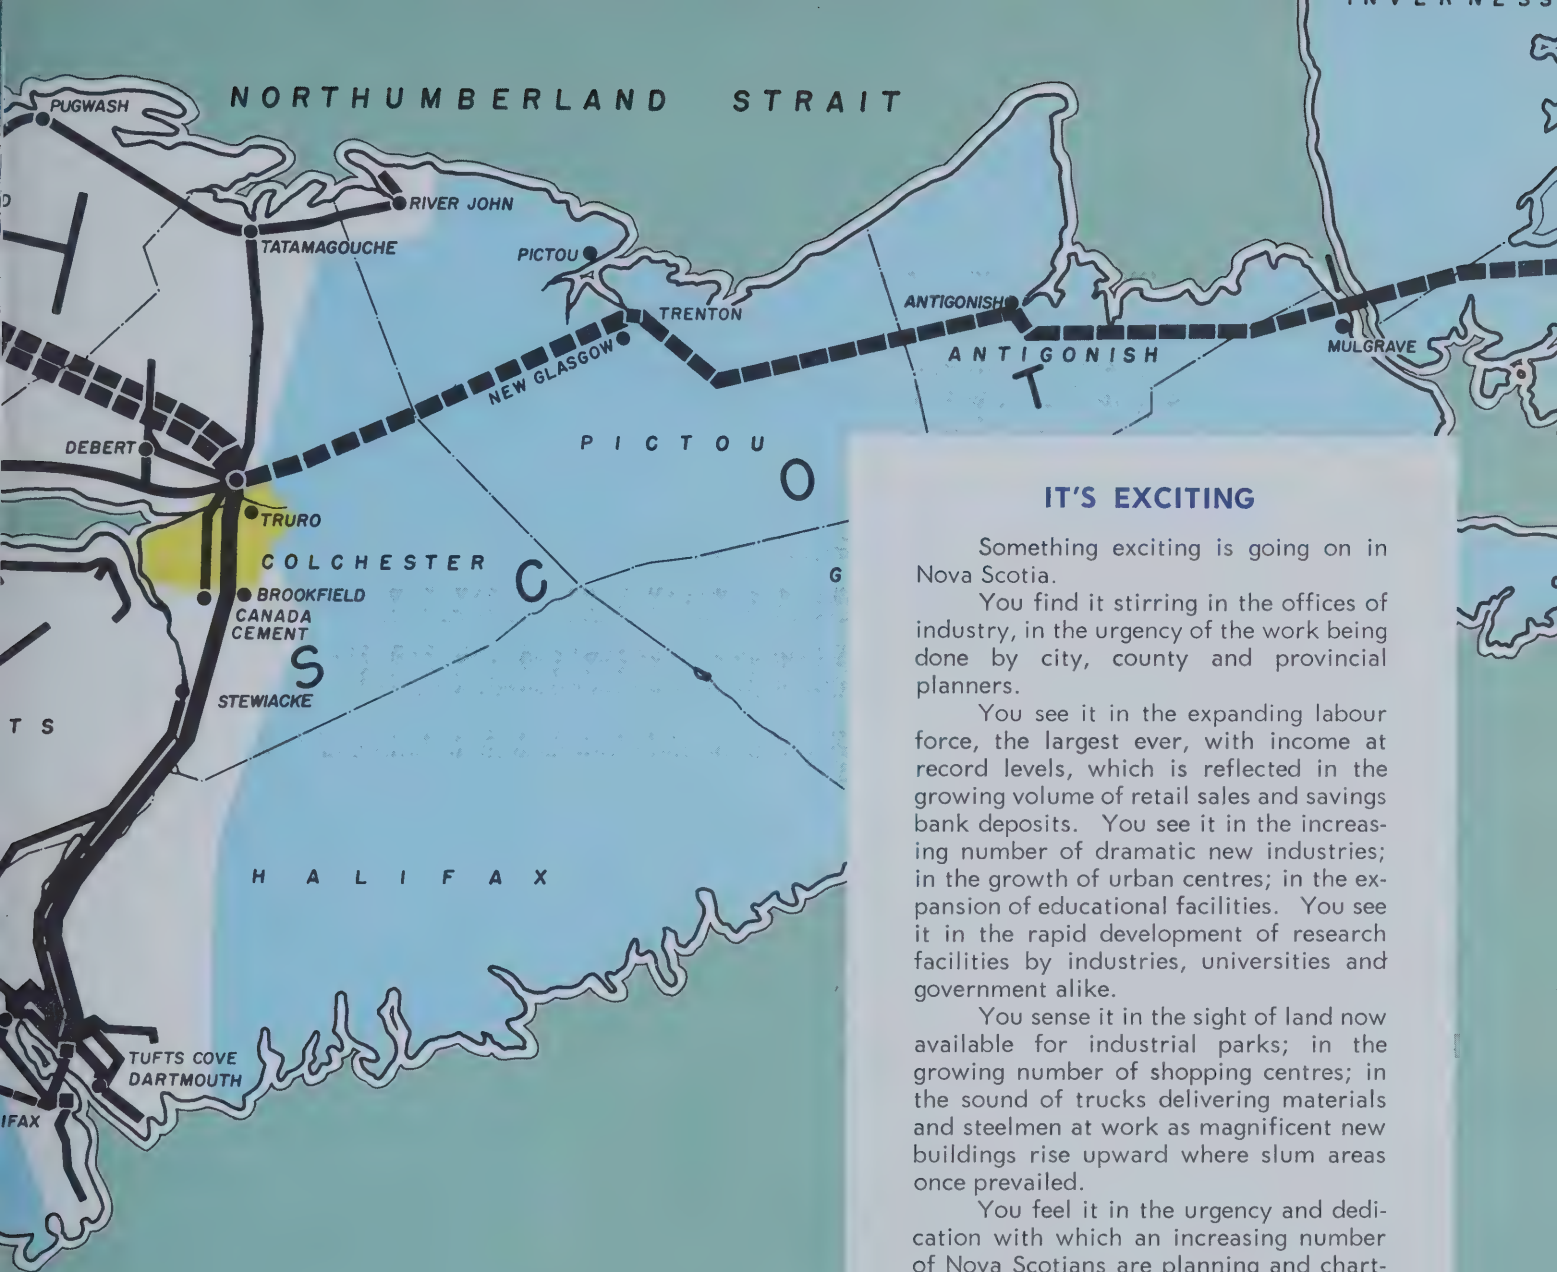 INVERNESS
NORTHUMBERLAND STRAIT
PUGWASH
RIVER JOHN
TATAMAGOUCHE
PICTOU
TRENTON
ANTIGONISH
ANTIGONISH
MULGRAVE
NEW GLASGOW
T
DEBERT
PICTOU
O
TRURO
COLCHESTER
C
G
BROOKFIELD
CANADA
CEMENT
S
STEWIACKE
TS
HALIFAX
TUFTS COVE
DARTMOUTH
IFAX
IT'S EXCITING
Something exciting is going on in
Nova Scotia.
You find it stirring in the offices of
industry, in the urgency of the work being
done by city, county and provincial
planners.
You see it in the expanding labour
force, the largest ever, with income at
record levels, which is reflected in the
growing volume of retail sales and savings
bank deposits. You see it in the increas-
ing number of dramatic new industries;
in the growth of urban centres; in the ex-
pansion of educational facilities. You see
it in the rapid development of research
facilities by industries, universities and
government alike.
You sense it in the sight of land now
available for industrial parks; in the
growing number of shopping centres; in
the sound of trucks delivering materials
and steelmen at work as magnificent new
buildings rise upward where slum areas
once prevailed.
You feel it in the urgency and dedi-
cation with which an increasing number
of Nova Scotians are planning and chart-